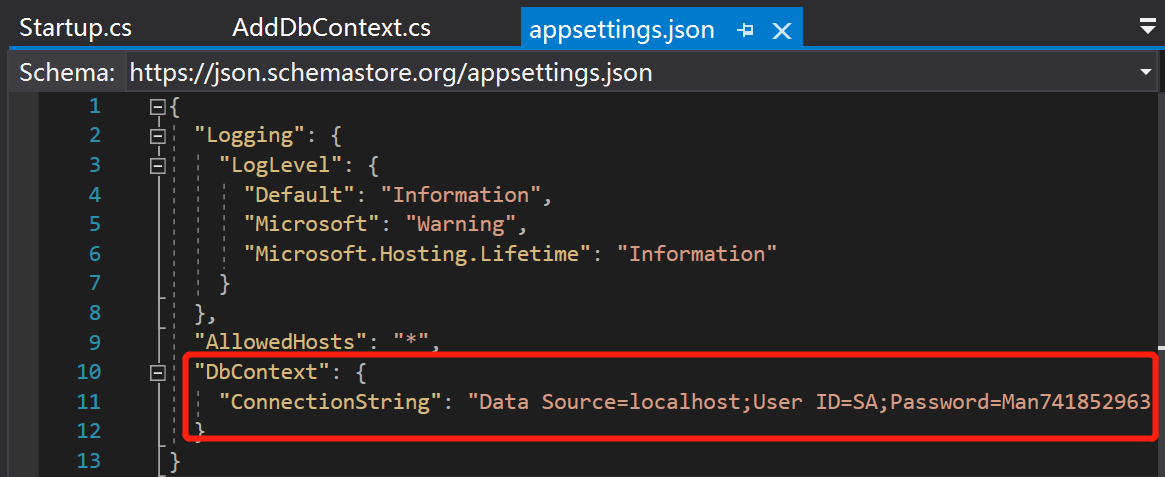 Startup.cs AddDbContext.cs appsettings.json
Schema: https://json.schemastore.org/appsettings.json
1 {
2 "Logging": {
3 "LogLevel": {
4 "Default": "Information",
5 "Microsoft": "Warning",
6 "Microsoft.Hosting.Lifetime": "Information"
7 }
8 },
9 "AllowedHosts": "*",
10 "DbContext": {
11 "ConnectionString": "Data Source=localhost;User ID=SA;Password=Man741852963
12 }
13 }